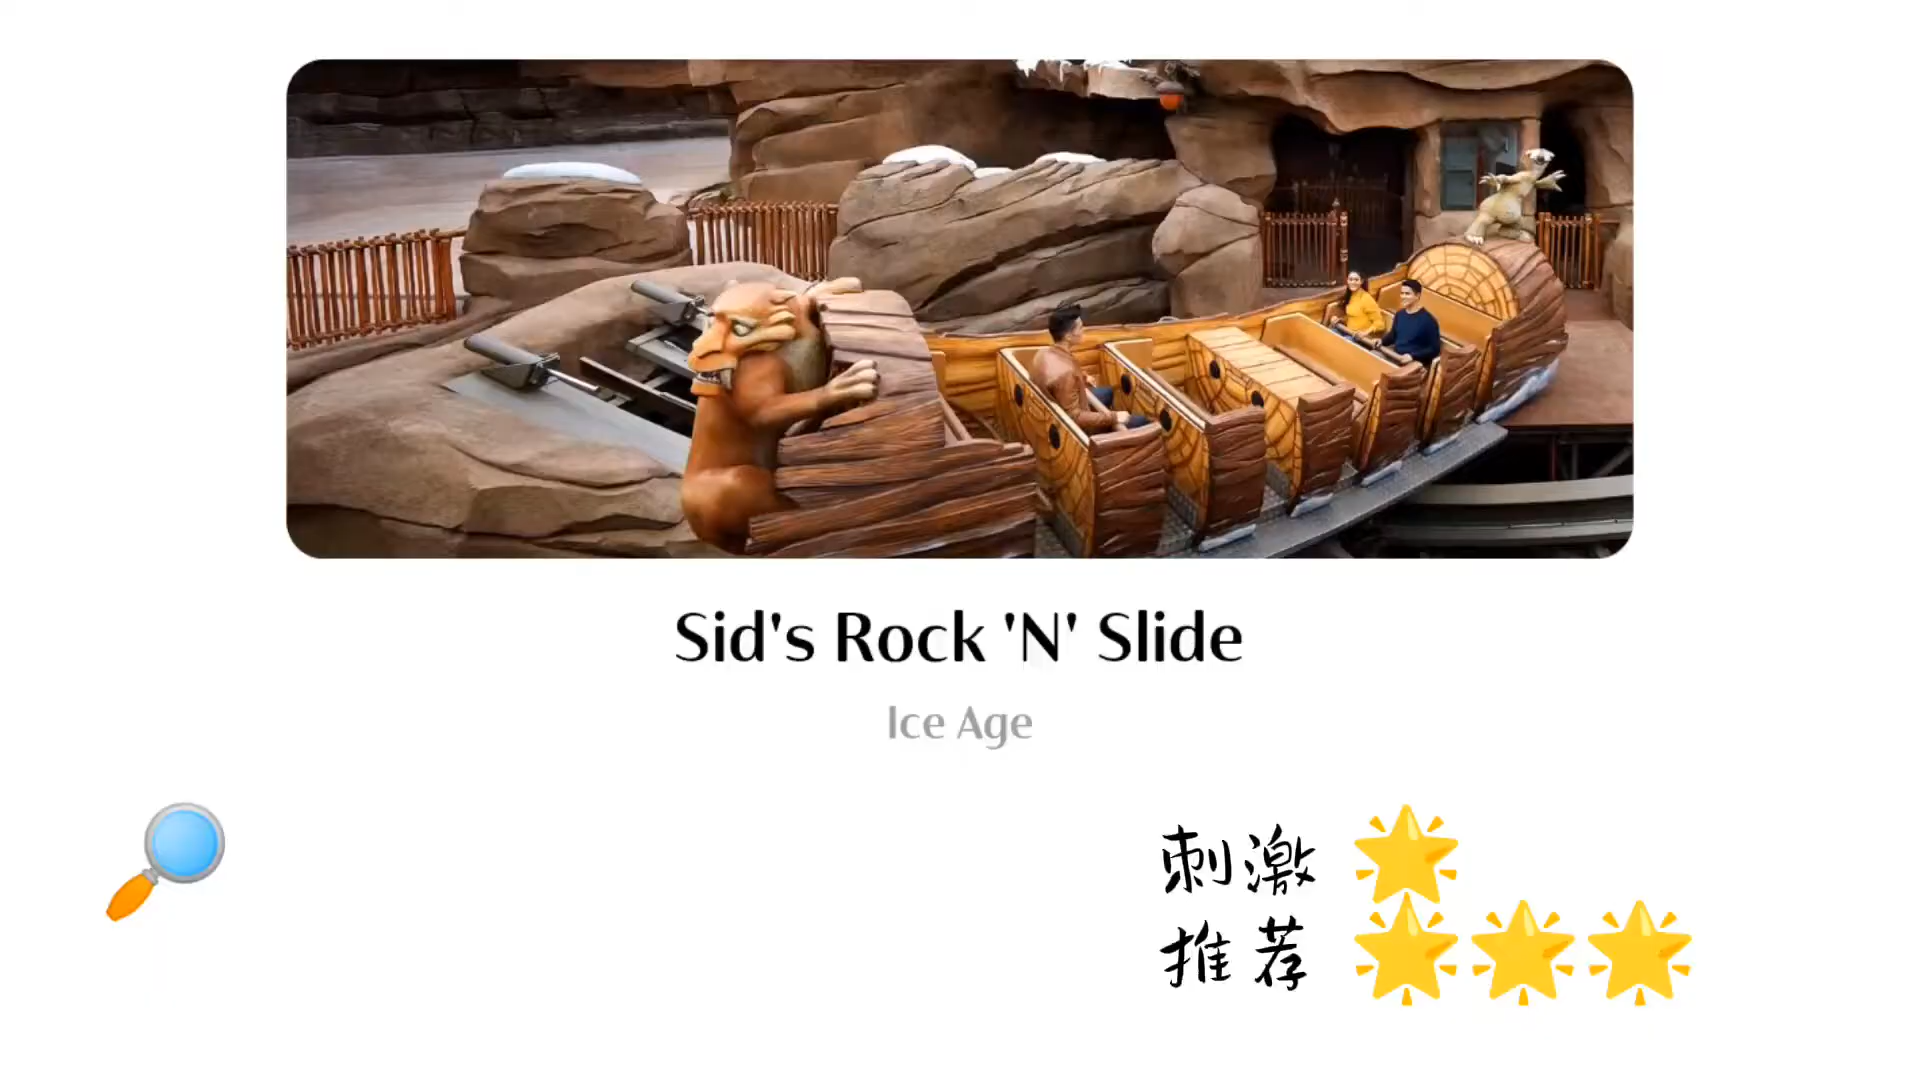 Sid's Rock 'N' Slide
Ice Age
刺激
推荐